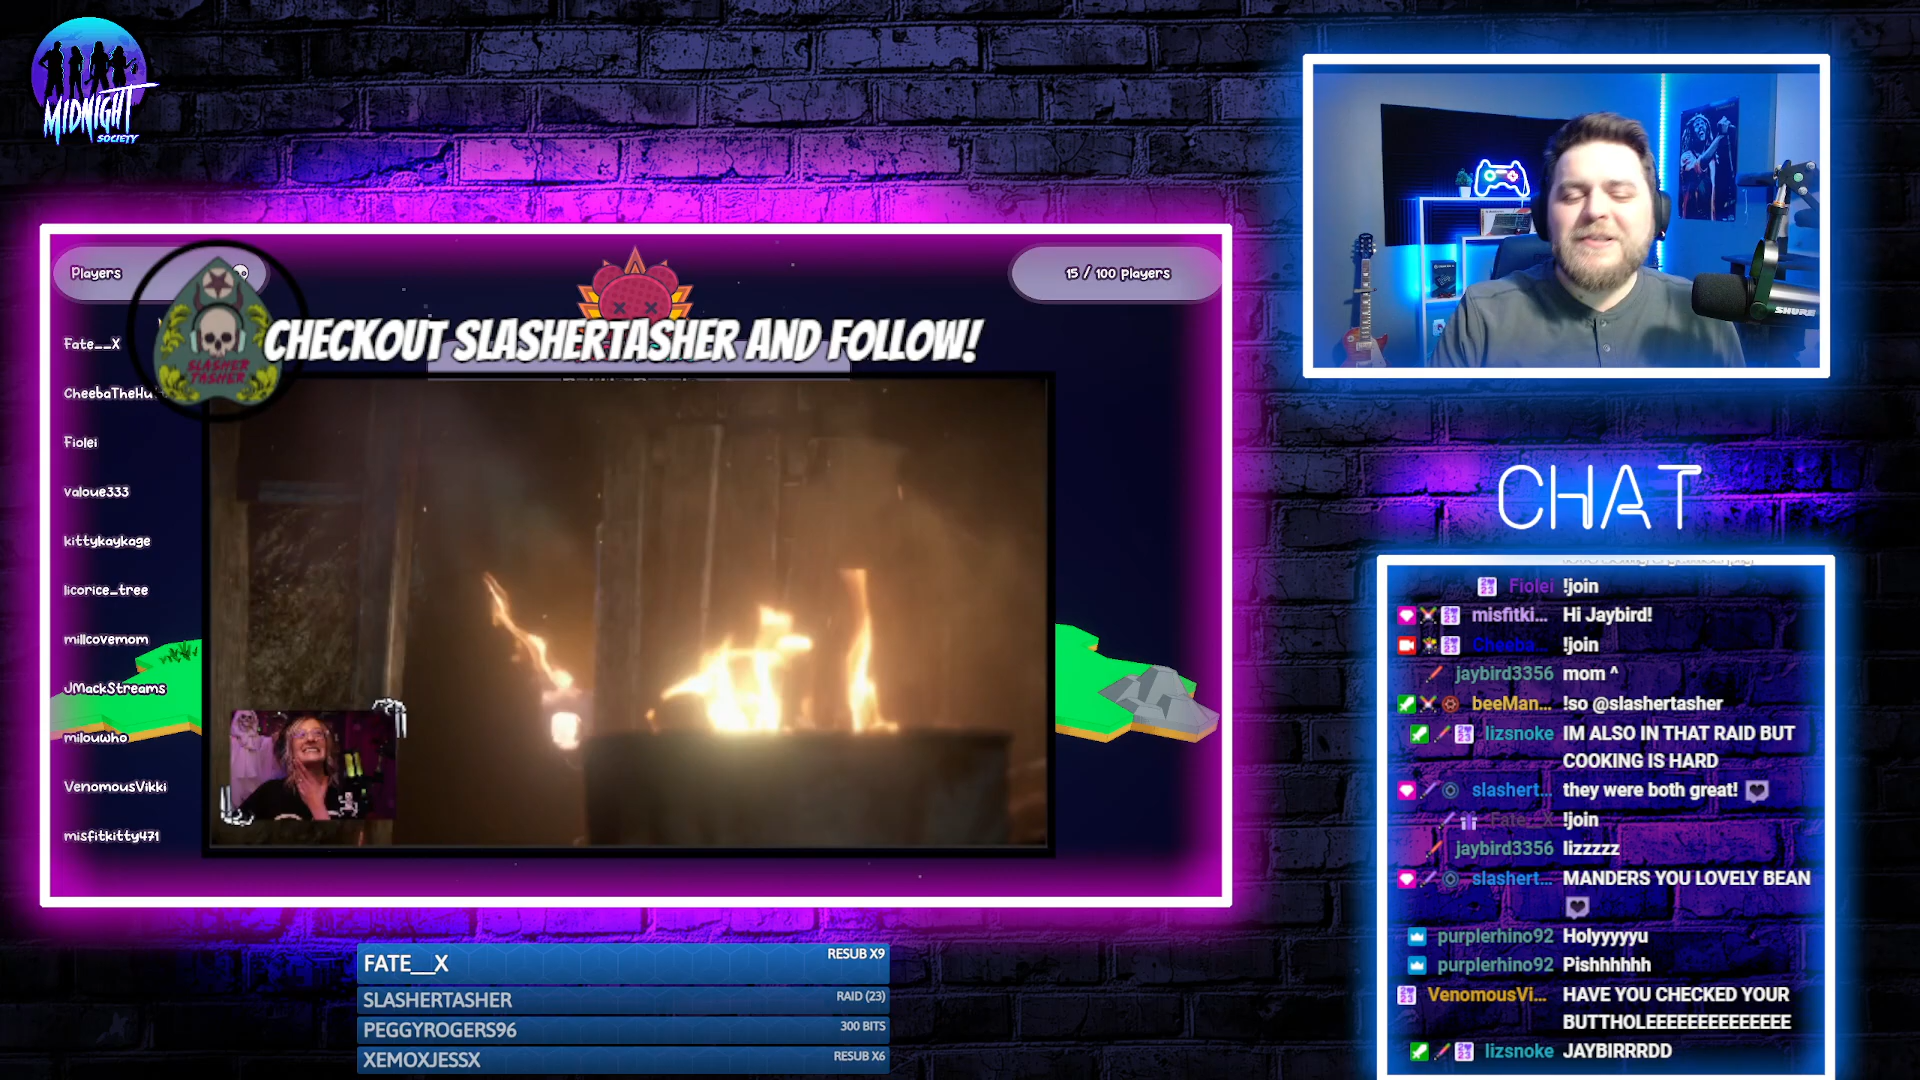 MIDNIGHT
SOCIETY
Players
15 / 100 Players
SLASHER
TASHER
CHECKOUT SLASHERTASHER AND FOLLOW!
Fate__X
CheebaTheHu
Fiolei
valoue333
kittykaykage
licorice_tree
millcovemom
JMackStreams
milouwho
VenomousVikki
misfitkitty471
SHURE
CHAT
Fiolei !join
misfitki... Hi Jaybird!
Cheeba... !join
jaybird3356 mom ^
beeMan... !so @slashertasher
lizsnoke IM ALSO IN THAT RAID BUT
COOKING IS HARD
slashert... they were both great!
Fate__X !join
jaybird3356 lizzzzz
slashert... MANDERS YOU LOVELY BEAN
purplerhino92 Holyyyyyu
purplerhino92 Pishhhhhh
VenomousVi... HAVE YOU CHECKED YOUR
BUTTHOLEEEEEEEEEEEEEE
lizsnoke JAYBIRRRDD
FATE__X RESUB X9
SLASHERTASHER RAID (23)
PEGGYROGERS96 300 BITS
XEMOXJESSX RESUB X6